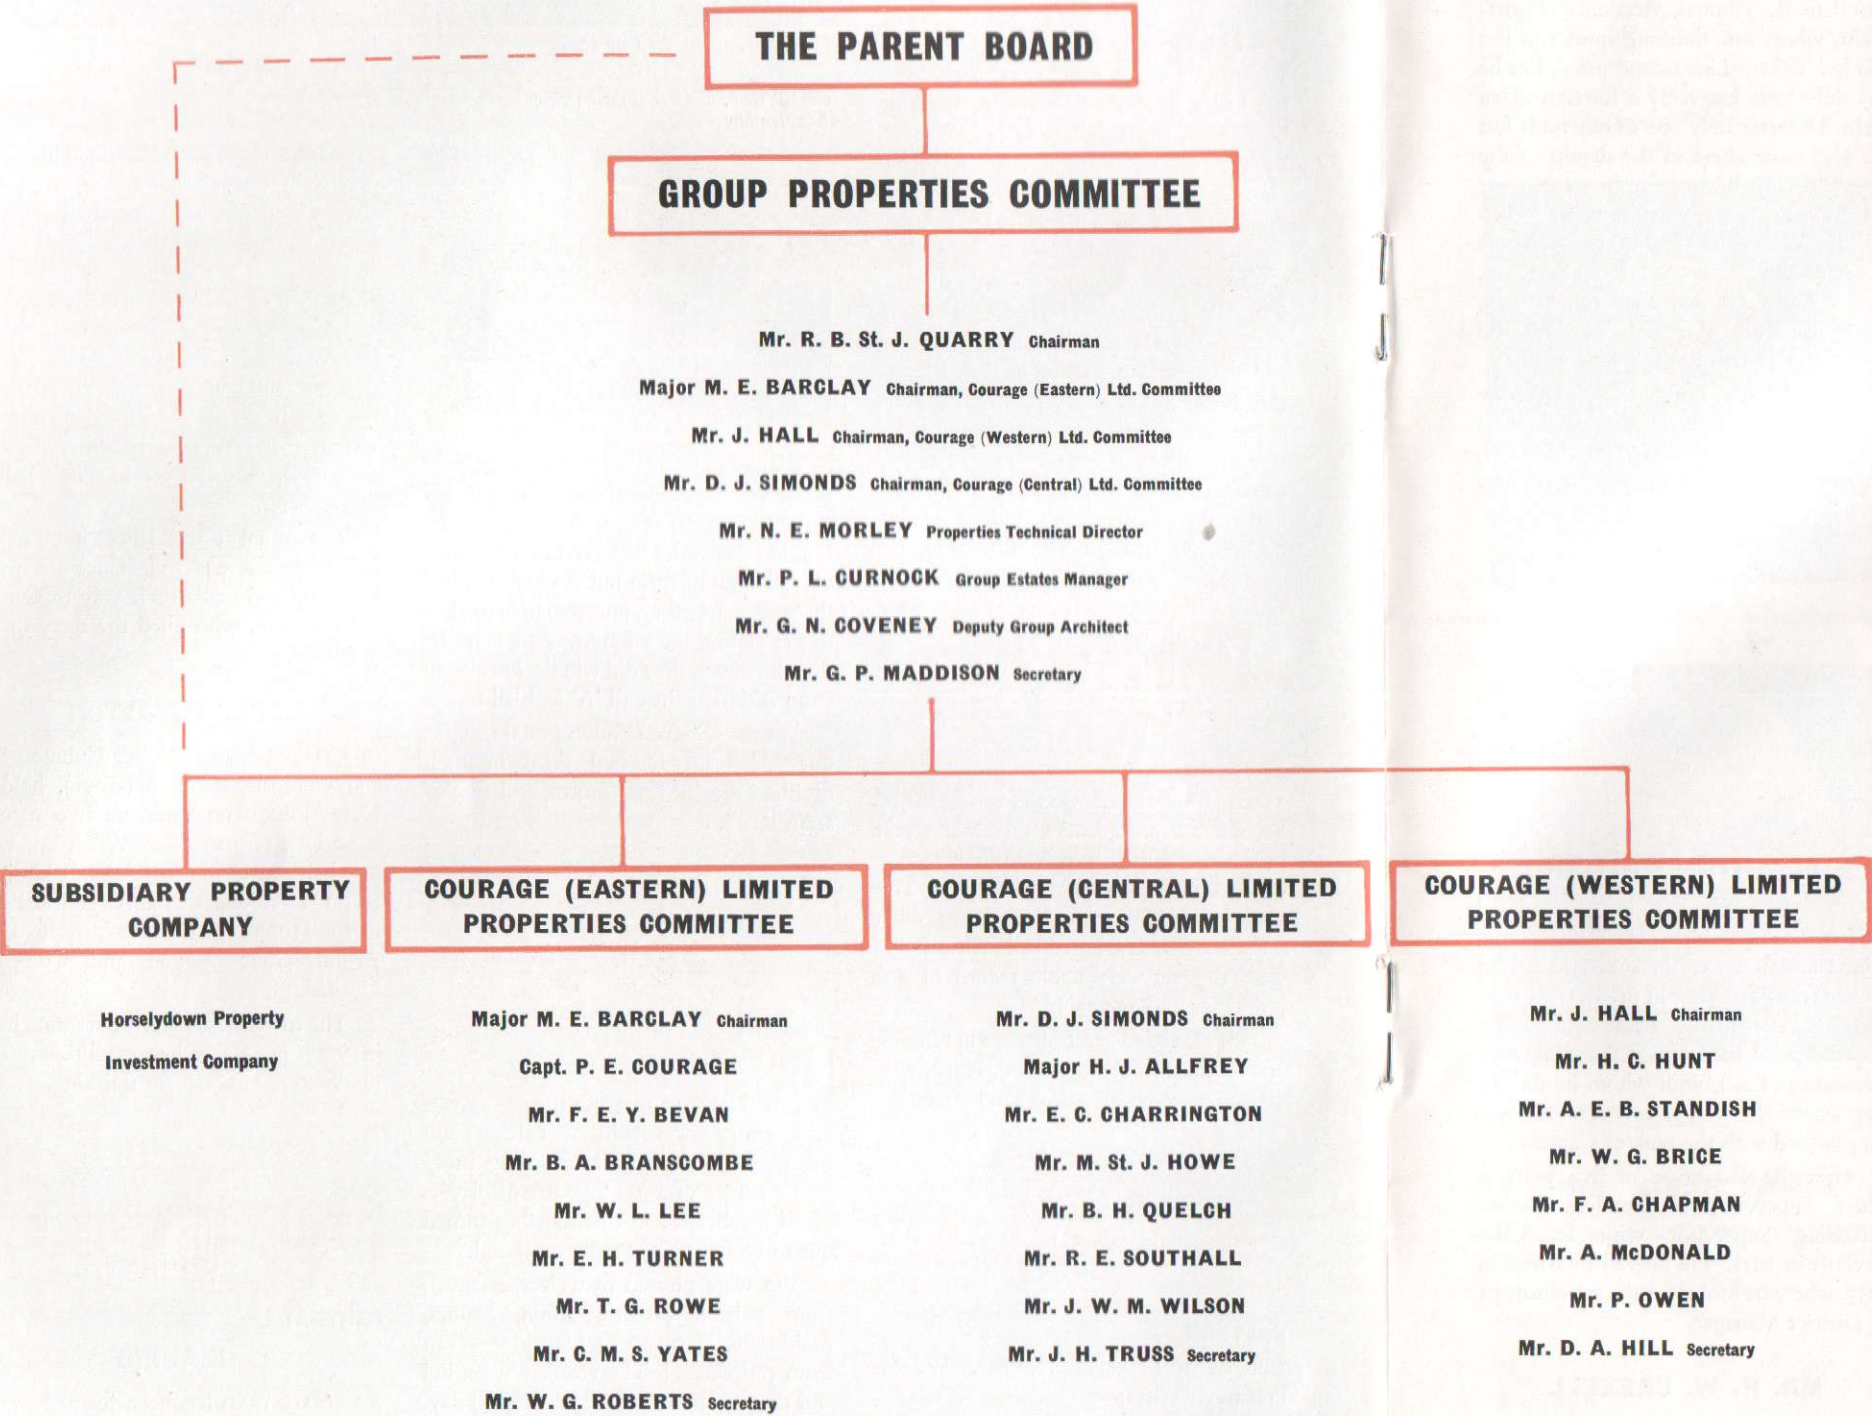 THE PARENT BOARD
GROUP PROPERTIES COMMITTEE
Mr. R. B. St. J. QUARRY Chairman
Major M. E. BARCLAY Chairman, Courage (Eastern) Ltd. Committee
Mr. J. HALL Chairman, Courage (Western) Ltd. Committee
Mr. D. J. SIMONDS Chairman, Courage (Central) Ltd. Committee
Mr. N. E. MORLEY Properties Technical Director
Mr. P. L. CURNOCK Group Estates Manager
Mr. G. N. COVENEY Deputy Group Architect
Mr. G. P. MADDISON Secretary
SUBSIDIARY PROPERTY
COMPANY
Horselydown Property
Investment Company
COURAGE (EASTERN) LIMITED
PROPERTIES COMMITTEE
Major M. E. BARCLAY Chairman
Capt. P. E. COURAGE
Mr. F. E. Y. BEVAN
Mr. B. A. BRANSCOMBE
Mr. W. L. LEE
Mr. E. H. TURNER
Mr. T. G. ROWE
Mr. C. M. S. YATES
Mr. W. G. ROBERTS Secretary
COURAGE (CENTRAL) LIMITED
PROPERTIES COMMITTEE
Mr. D. J. SIMONDS Chairman
Major H. J. ALLFREY
Mr. E. C. CHARRINGTON
Mr. M. St. J. HOWE
Mr. B. H. QUELCH
Mr. R. E. SOUTHALL
Mr. J. W. M. WILSON
Mr. J. H. TRUSS Secretary
COURAGE (WESTERN) LIMITED
PROPERTIES COMMITTEE
Mr. J. HALL Chairman
Mr. H. C. HUNT
Mr. A. E. B. STANDISH
Mr. W. G. BRICE
Mr. F. A. CHAPMAN
Mr. A. McDONALD
Mr. P. OWEN
Mr. D. A. HILL Secretary